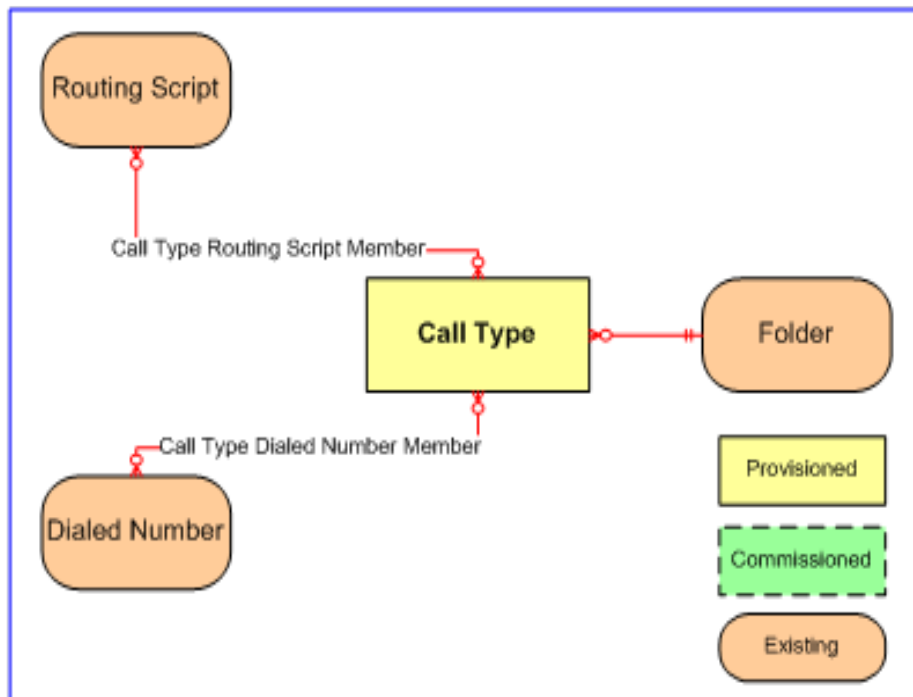 Routing Script
Call Type Routing Script Member
Call Type
Folder
Call Type Dialed Number Member
Dialed Number
Provisioned
Commissioned
Existing